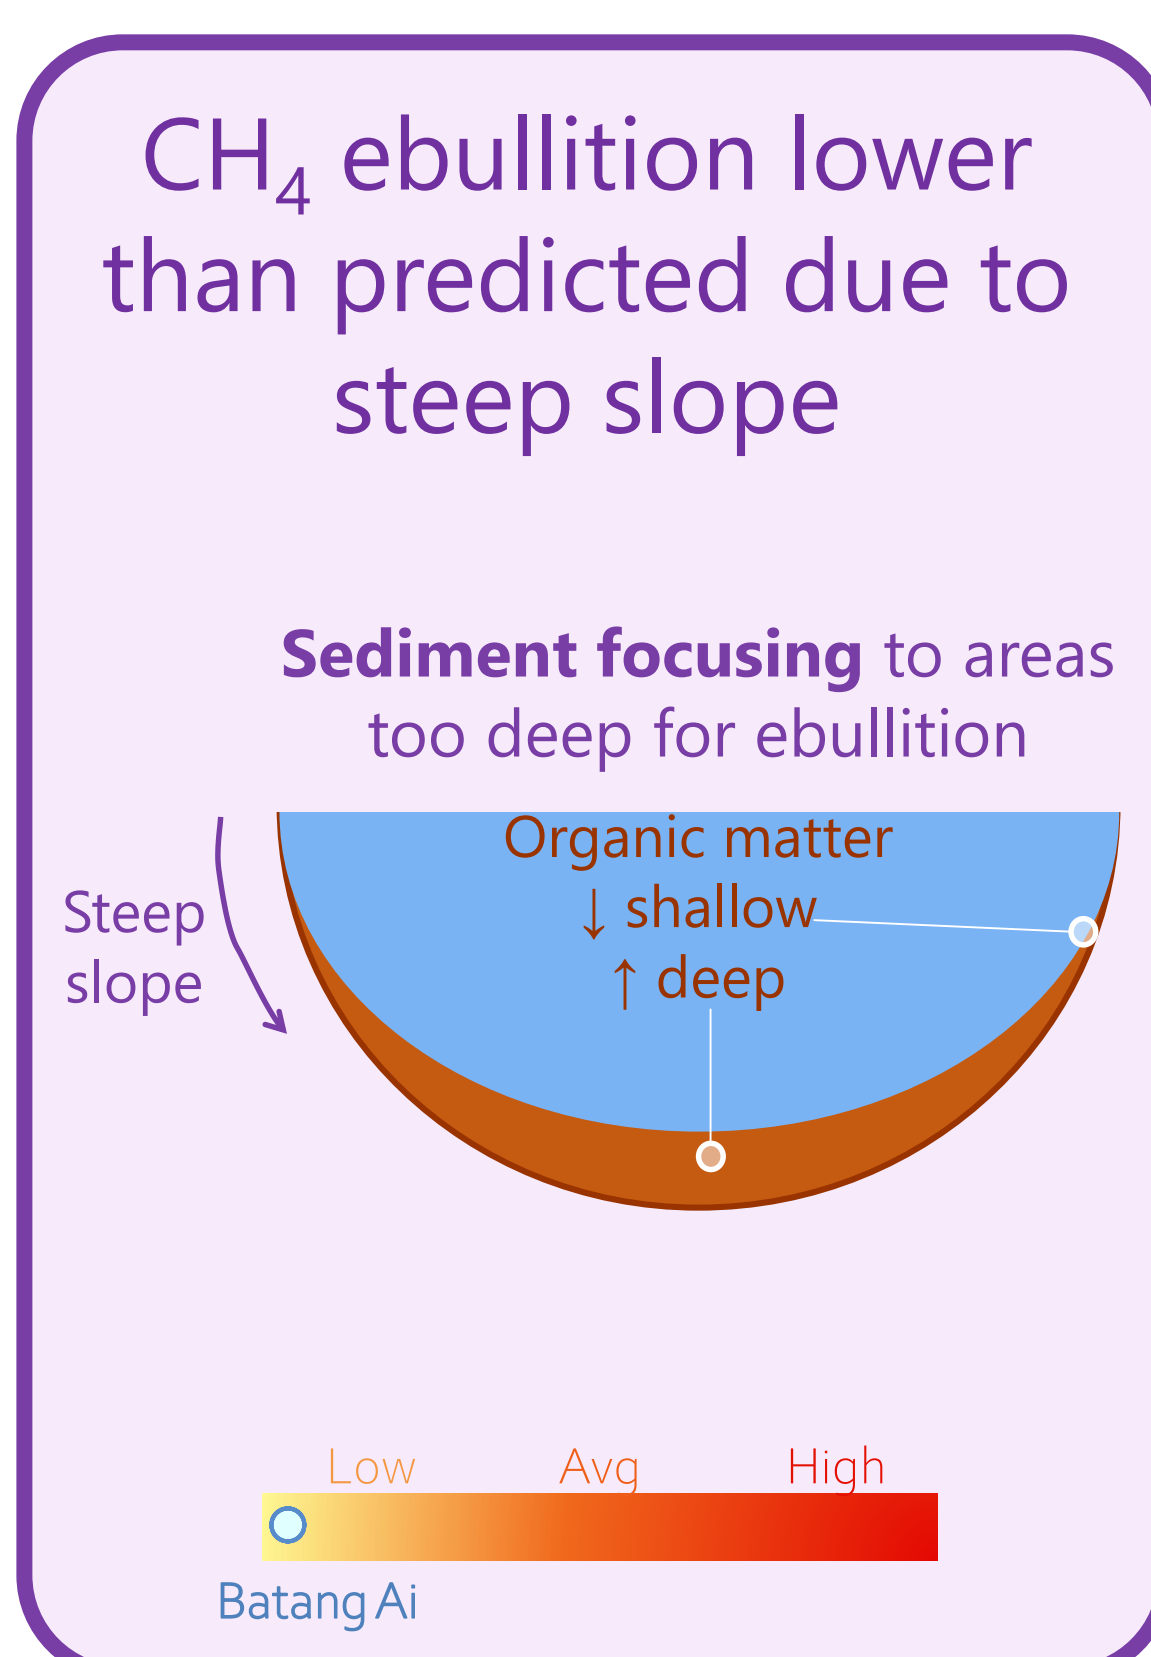 CH₄ ebullition lower
than predicted due to
steep slope
Sediment focusing to areas
too deep for ebullition
Organic matter
↓ shallow
↑ deep
Steep
slope
Low Avg High
Batang Ai